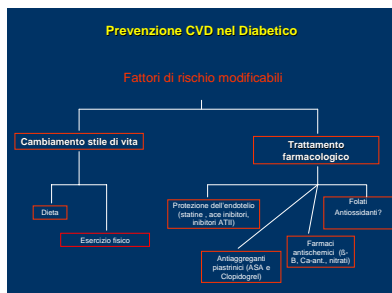 Prevenzione CVD nel Diabetico
Fattori di rischio modificabili
Cambiamento stile di vita
Trattamento
farmacologico
Dieta
Esercizio fisico
Protezione dell'endotelio
(statine , ace inibitori,
inibitori ATII)
Antiaggreganti
piastrinici (ASA e
Clopidogrel)
Farmaci
antischemici (ß-
B, Ca-ant., nitrati)
Folati
Antiossidanti?